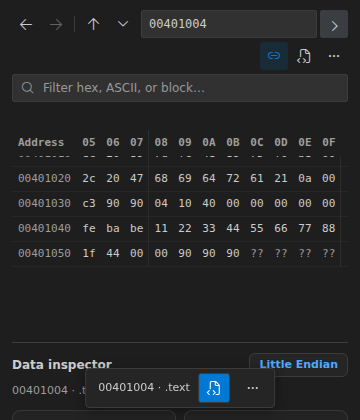 00401004
Filter hex, ASCII, or block...
Address 05 06 07 08 09 0A 0B 0C 0D 0E 0F
00401020 2c 20 47 68 69 64 72 61 21 0a 00
00401030 c3 90 90 04 10 40 00 00 00 00 00
00401040 fe ba be 11 22 33 44 55 66 77 88
00401050 1f 44 00 00 90 90 90 ?? ?? ?? ??
Data inspector
Little Endian
00401004 · .t
00401004 · .text